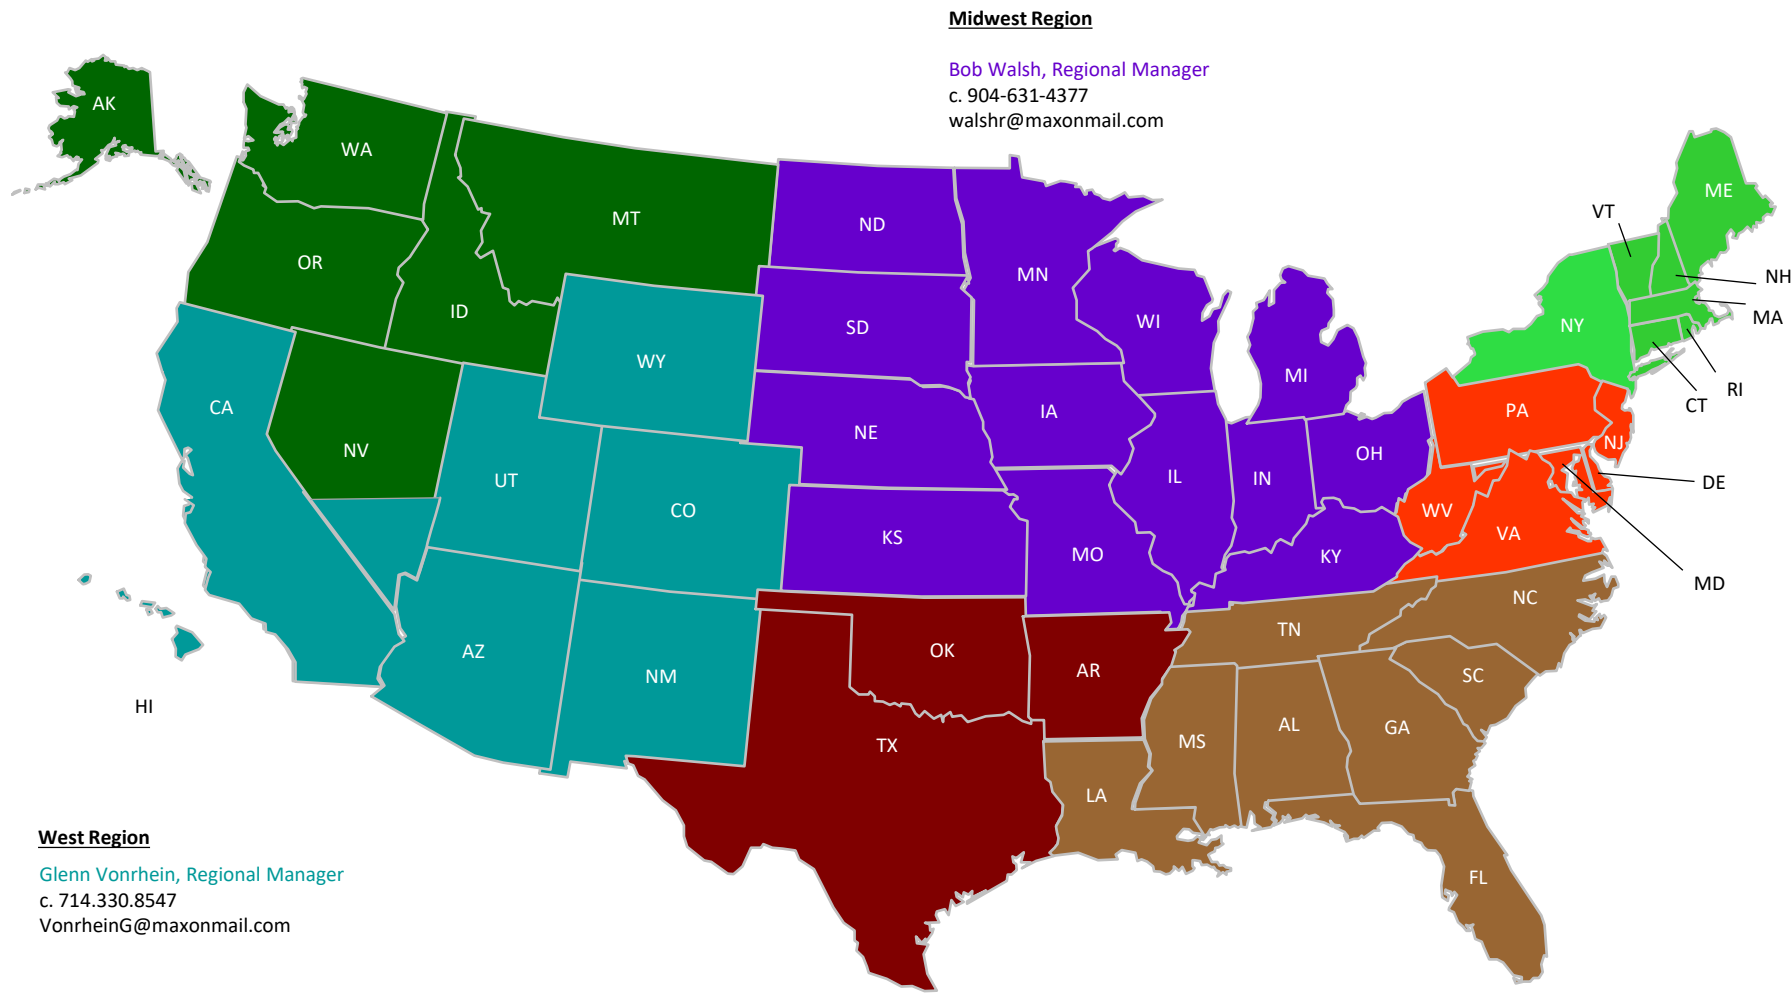 Midwest Region
Bob Walsh, Regional Manager
c. 904-631-4377
walshr@maxonmail.com
AK
WA
MT
ND
MN
OR
ID
SD
WI
WY
MI
NY
VT
ME
NH
MA
RI
CT
CA
NV
UT
CO
NE
IA
IL
IN
OH
PA
NJ
DE
MD
WV
VA
KS
MO
KY
NC
TN
SC
AZ
NM
OK
AR
TX
HI
MS
AL
GA
LA
FL
West Region
Glenn Vonrhein, Regional Manager
c. 714.330.8547
VonrheinG@maxonmail.com